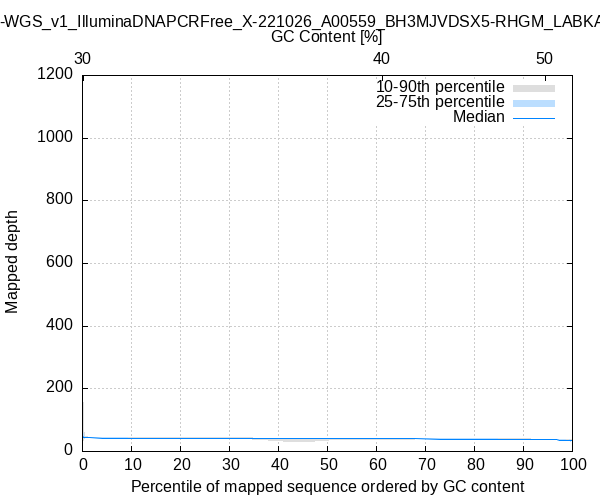 -WGS_v1_IlluminaDNAPCRFree_X-221026_A00559_BH3MJVDSX5-RHGM_LABKA
GC Content [%]
30 40 50
10-90th percentile
25-75th percentile
Median
1200
1000
800
600
400
200
0
Mapped depth
0 10 20 30 40 50 60 70 80 90 100
Percentile of mapped sequence ordered by GC content